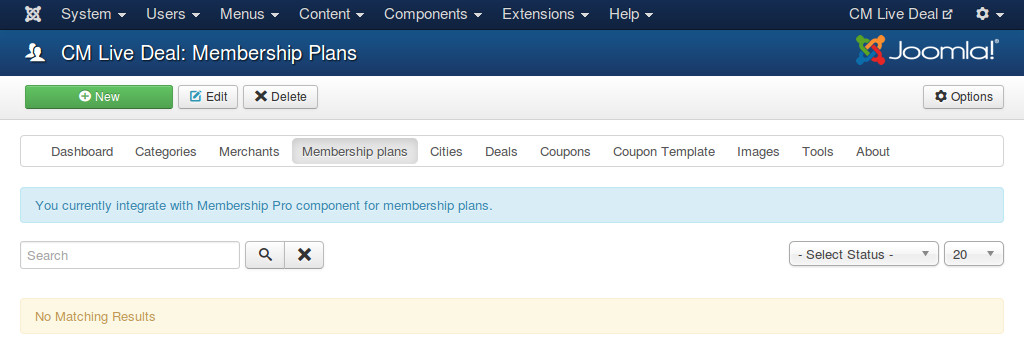 System Users Menus Content Components Extensions Help CM Live Deal
CM Live Deal: Membership Plans Joomla!®
New Edit Delete Options
Dashboard Categories Merchants Membership plans Cities Deals Coupons Coupon Template Images Tools About
You currently integrate with Membership Pro component for membership plans.
Search - Select Status - 20
No Matching Results